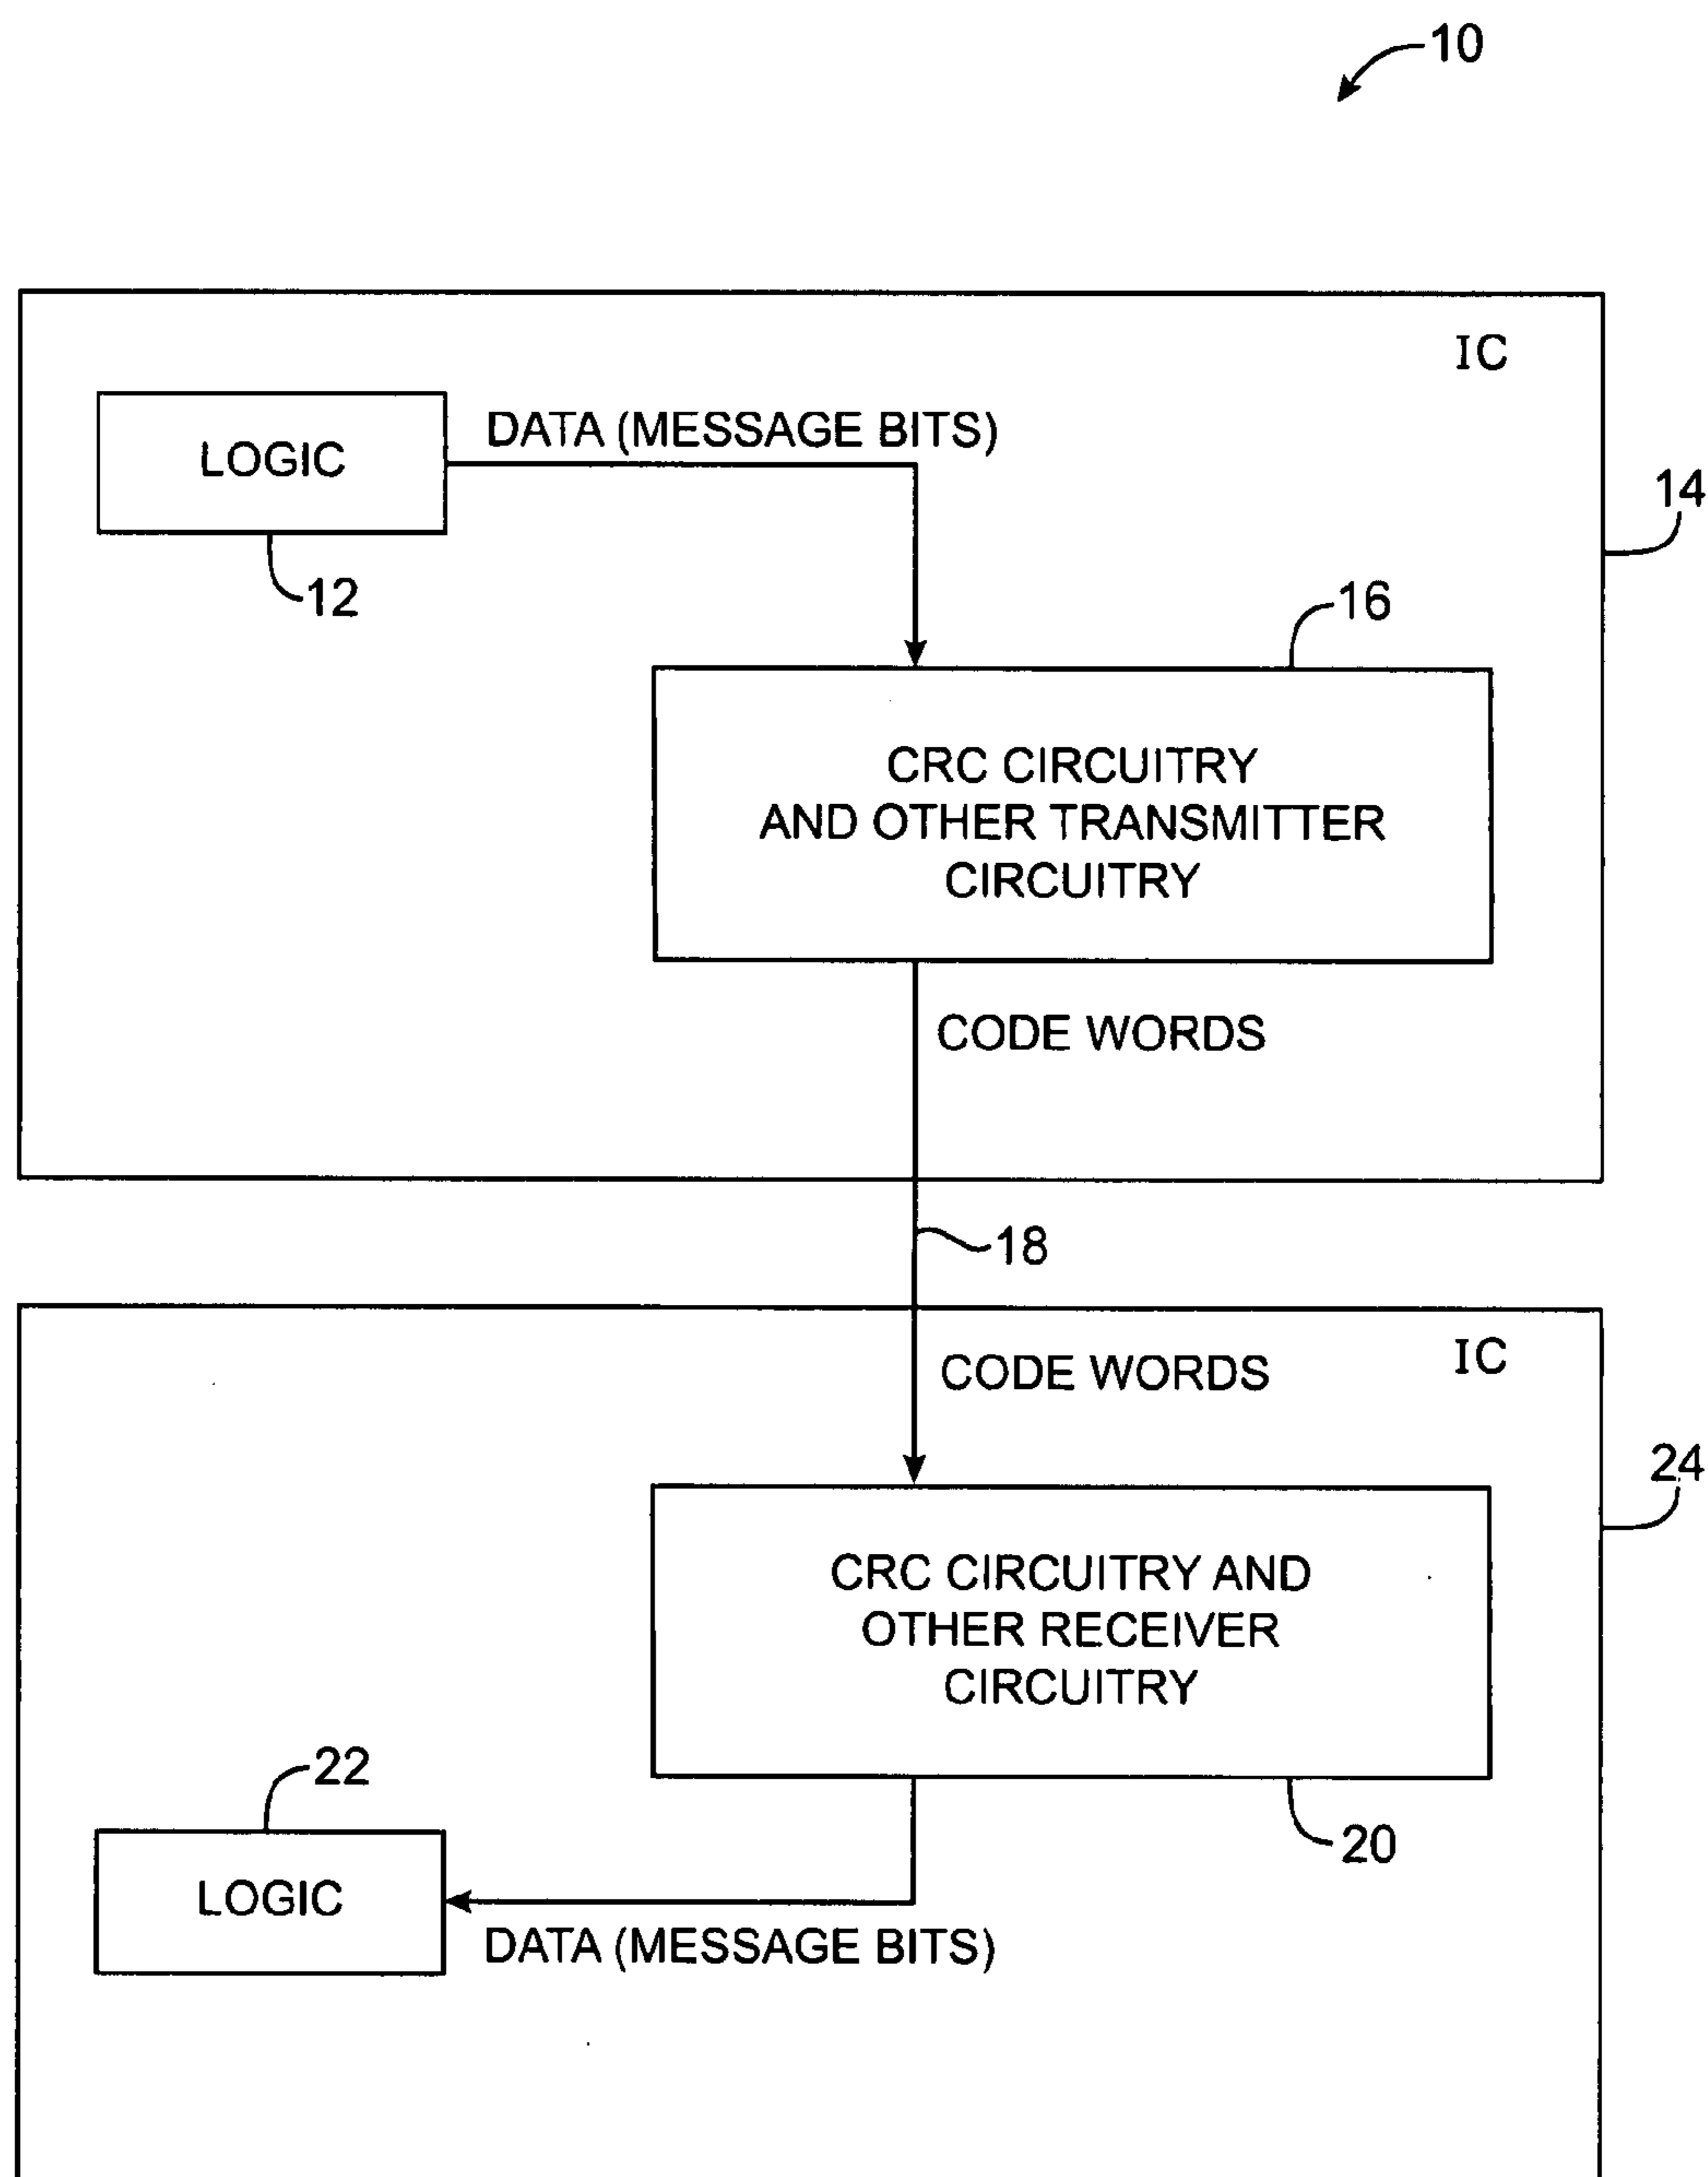 10
IC
LOGIC
DATA (MESSAGE BITS)
14
12
16
CRC CIRCUITRY
AND OTHER TRANSMITTER
CIRCUITRY
CODE WORDS
18
IC
CODE WORDS
24
CRC CIRCUITRY AND
OTHER RECEIVER
CIRCUITRY
22
20
LOGIC
DATA (MESSAGE BITS)